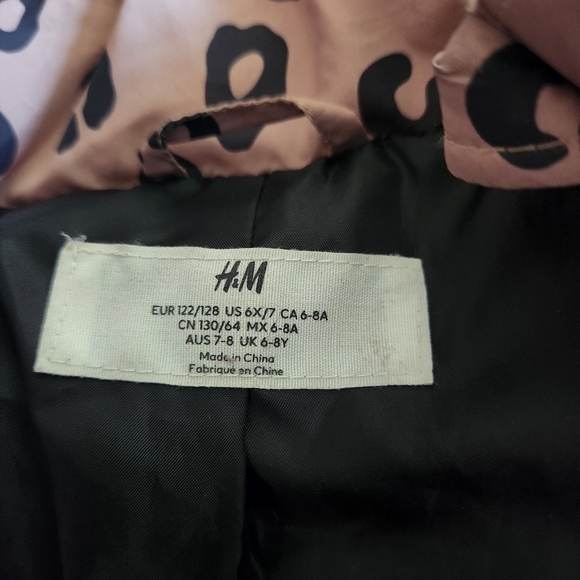 H&M
EUR 122/128 US 6X/7 CA 6-8A
CN 130/64 MX 6-8A
AUS 7-8 UK 6-8Y
Made in China
Fabriqué en Chine